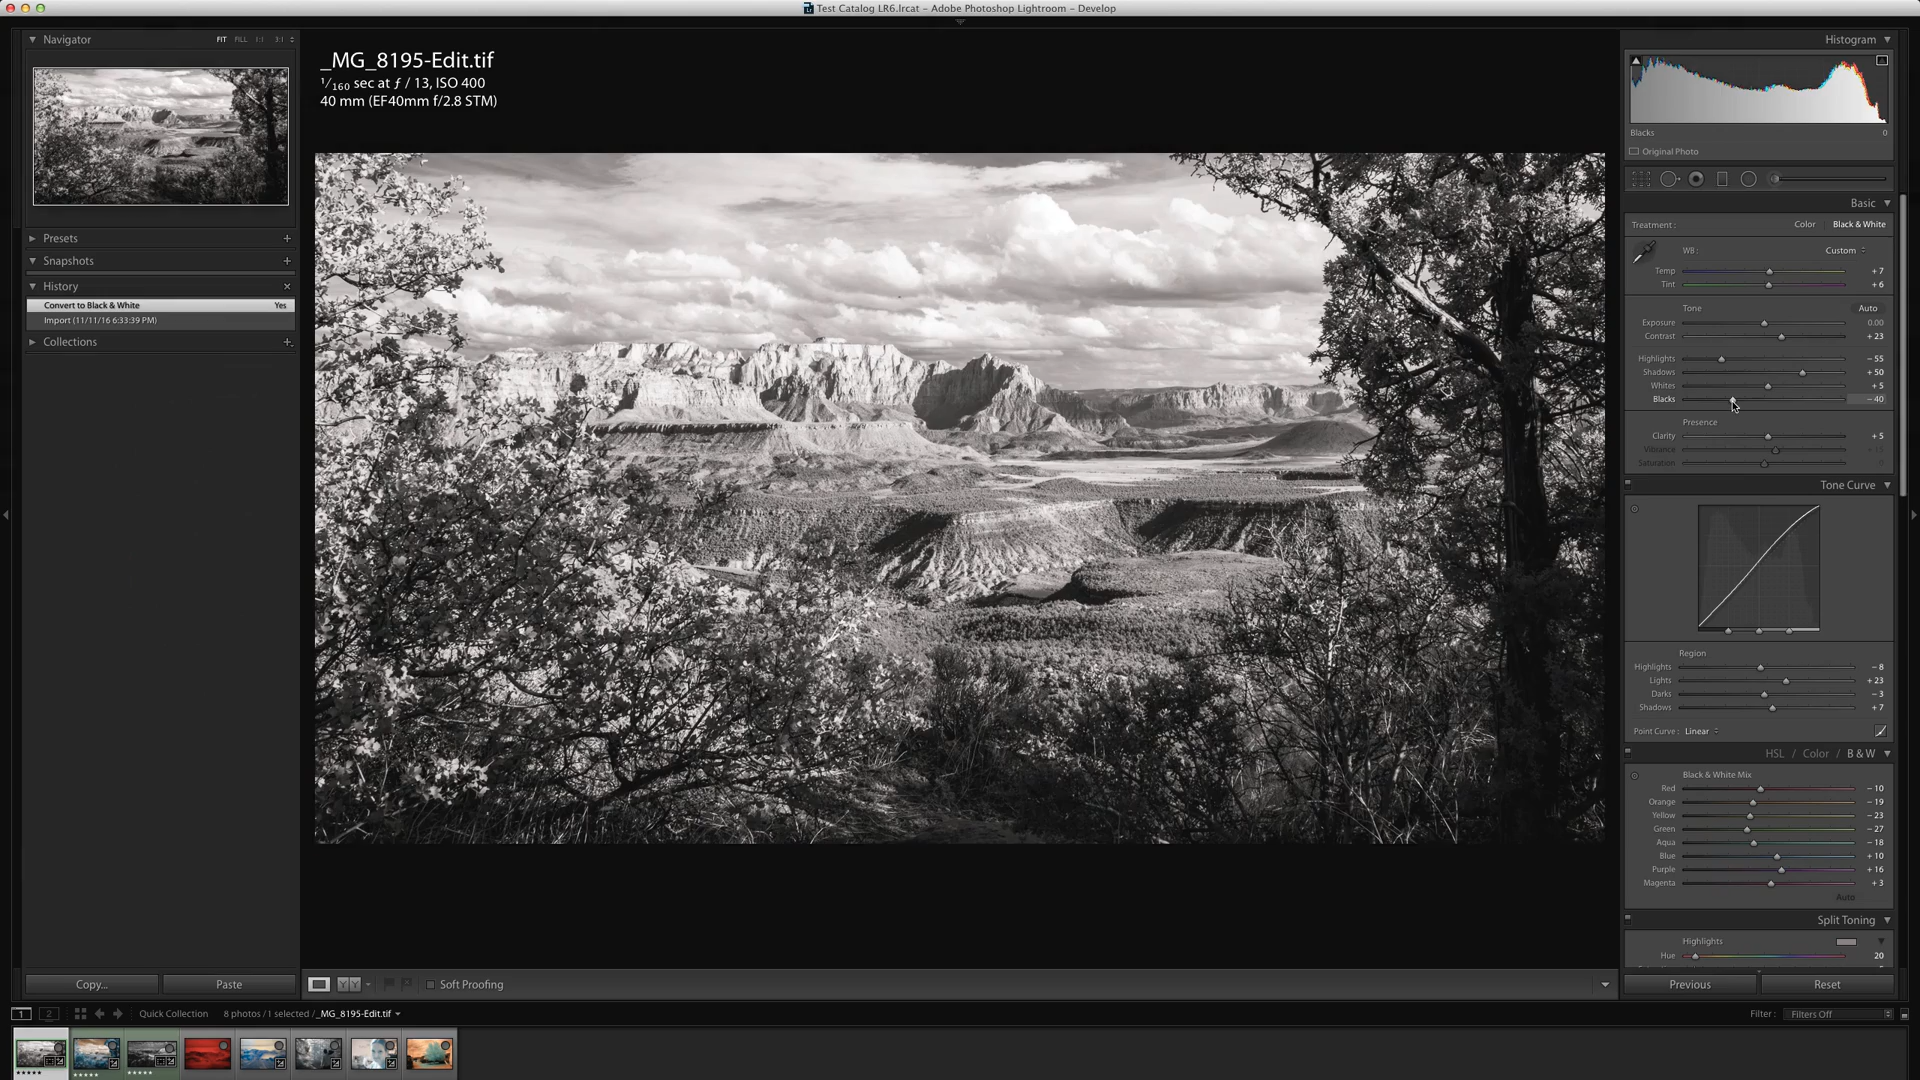 Test Catalog LR6.lrcat – Adobe Photoshop Lightroom – Develop
Navigator
FIT FILL 1:1 3:1
Presets
Snapshots
History
Convert to Black & White Yes
Import (11/11/16 6:33:39 PM)
Collections
Copy...
Paste
_MG_8195-Edit.tif
1/160 sec at ƒ / 13, ISO 400
40 mm (EF40mm f/2.8 STM)
Histogram
Blacks 0
Original Photo
Basic
Treatment : Color Black & White
WB : Custom
Temp + 7
Tint + 6
Tone Auto
Exposure 0.00
Contrast + 23
Highlights – 55
Shadows + 50
Whites + 5
Blacks – 40
Presence
Clarity + 5
Vibrance
Saturation
Tone Curve
Region
Highlights – 8
Lights + 23
Darks – 3
Shadows + 7
Point Curve : Linear
HSL / Color / B & W
Black & White Mix
Red – 10
Orange – 19
Yellow – 23
Green – 27
Aqua – 18
Blue + 10
Purple + 16
Magenta + 3
Auto
Split Toning
Highlights
Hue 20
Previous
Reset
YY
Soft Proofing
1 2
Quick Collection 8 photos / 1 selected / _MG_8195-Edit.tif
Filter : Filters Off